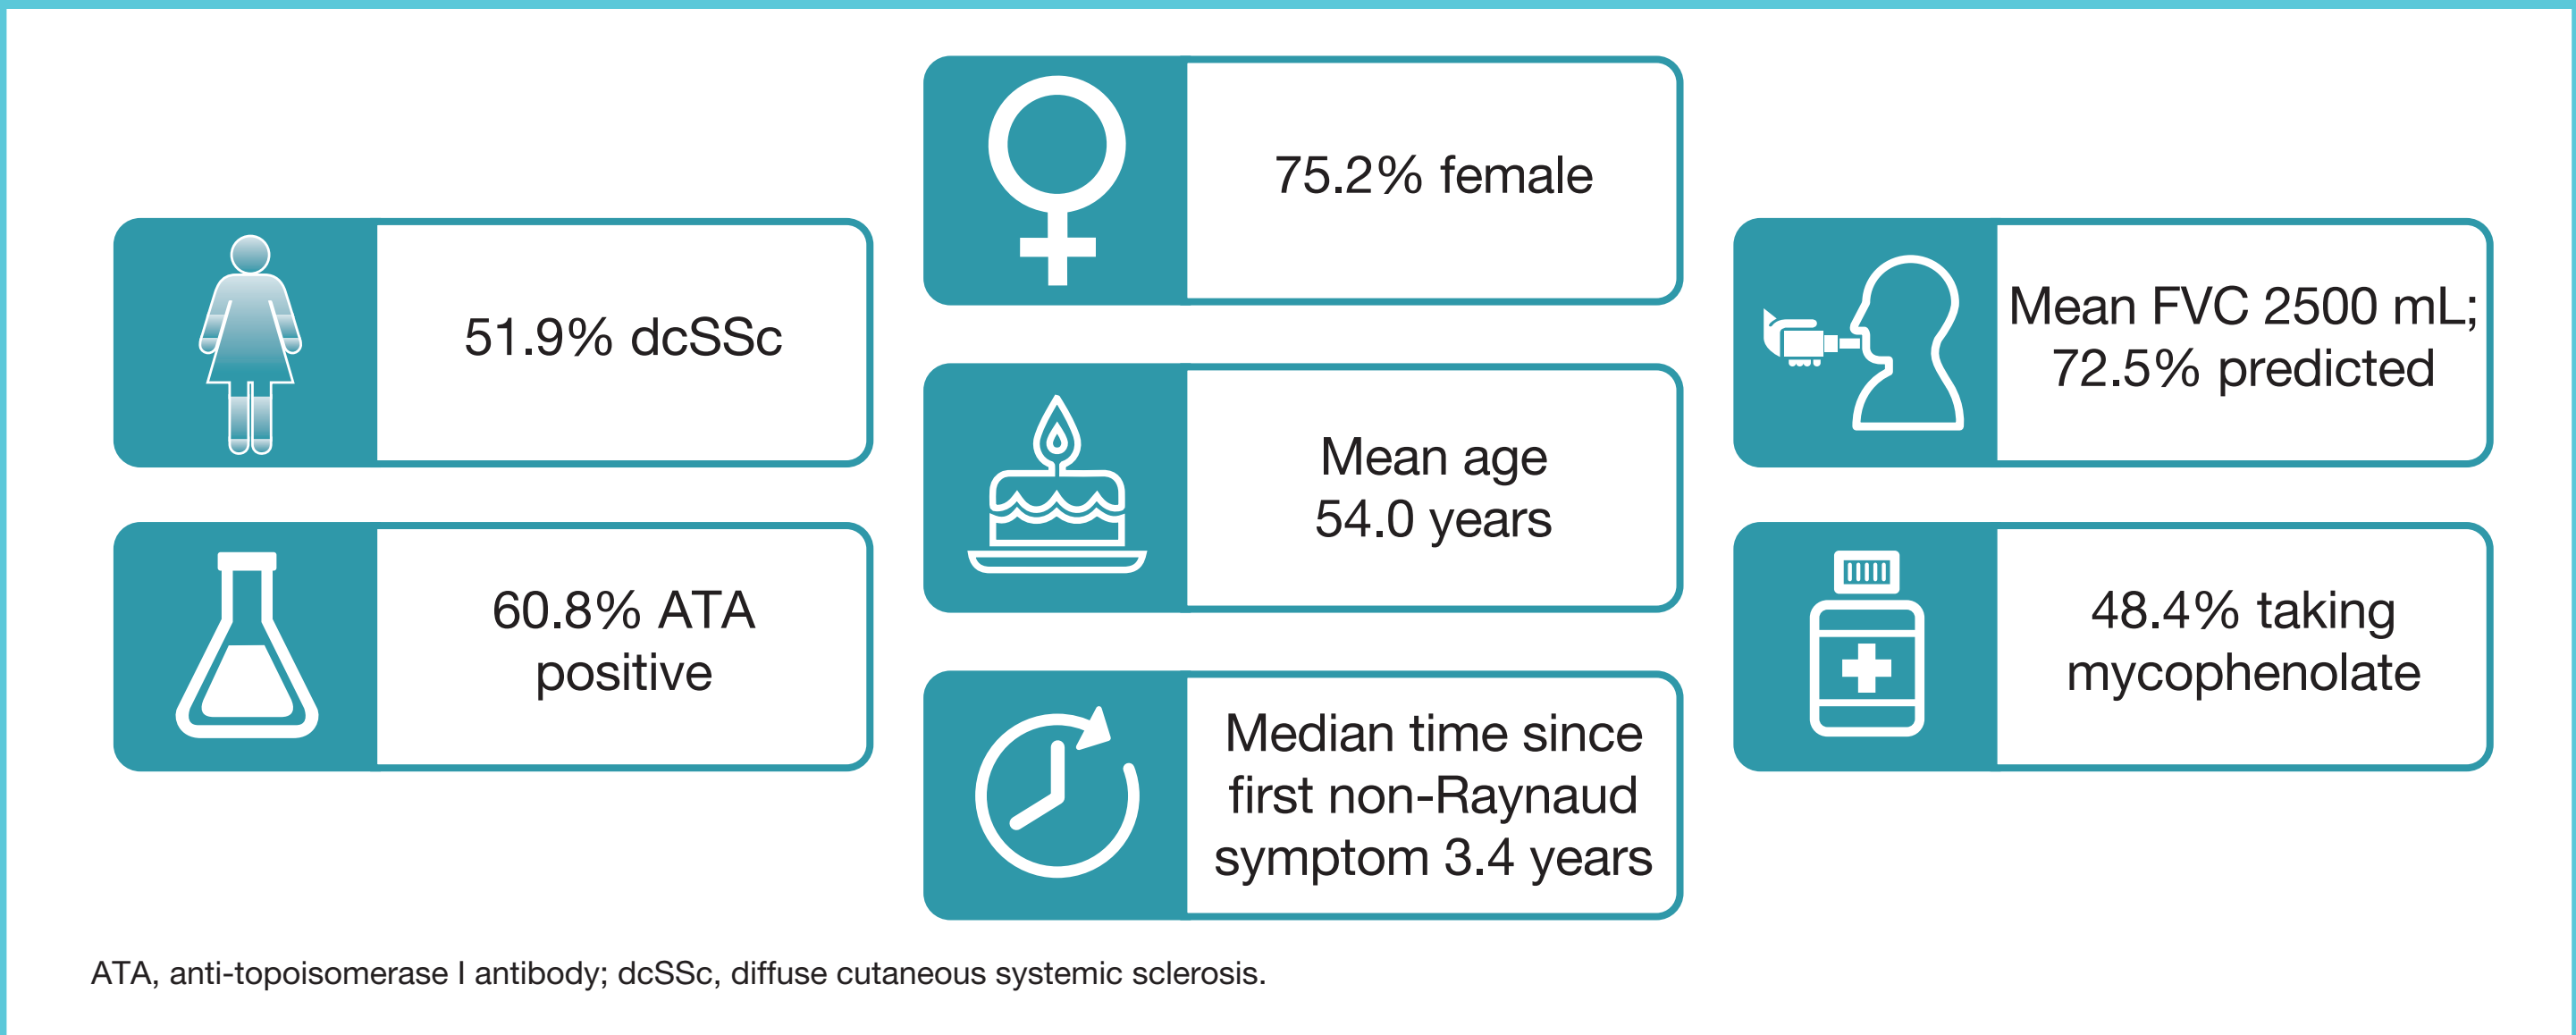 51.9% dcSSc
60.8% ATA
positive
75.2% female
Mean age
54.0 years
Median time since
first non-Raynaud
symptom 3.4 years
Mean FVC 2500 mL;
72.5% predicted
48.4% taking
mycophenolate
ATA, anti-topoisomerase I antibody; dcSSc, diffuse cutaneous systemic sclerosis.